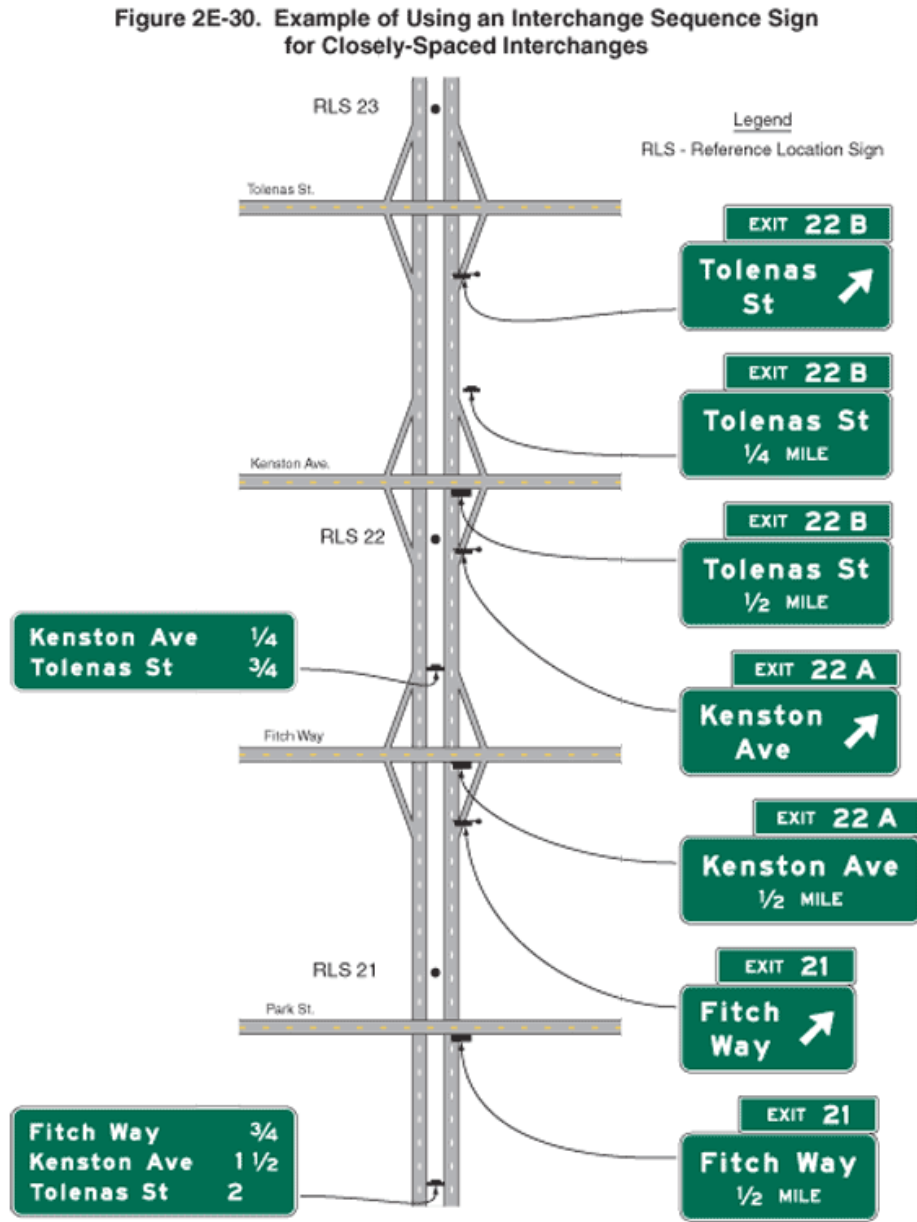 Figure 2E-30. Example of Using an Interchange Sequence Sign
for Closely-Spaced Interchanges
RLS 23
Legend
RLS - Reference Location Sign
Tolenas St.
EXIT 22 B
Tolenas
St
EXIT 22 B
Tolenas St
1/4 MILE
Kenston Ave.
RLS 22
EXIT 22 B
Tolenas St
1/2 MILE
Kenston Ave 1/4
Tolenas St 3/4
EXIT 22 A
Kenston
Ave
Fitch Way
EXIT 22 A
Kenston Ave
1/2 MILE
RLS 21
EXIT 21
Fitch
Way
Park St.
Fitch Way 3/4
Kenston Ave 1 1/2
Tolenas St 2
EXIT 21
Fitch Way
1/2 MILE